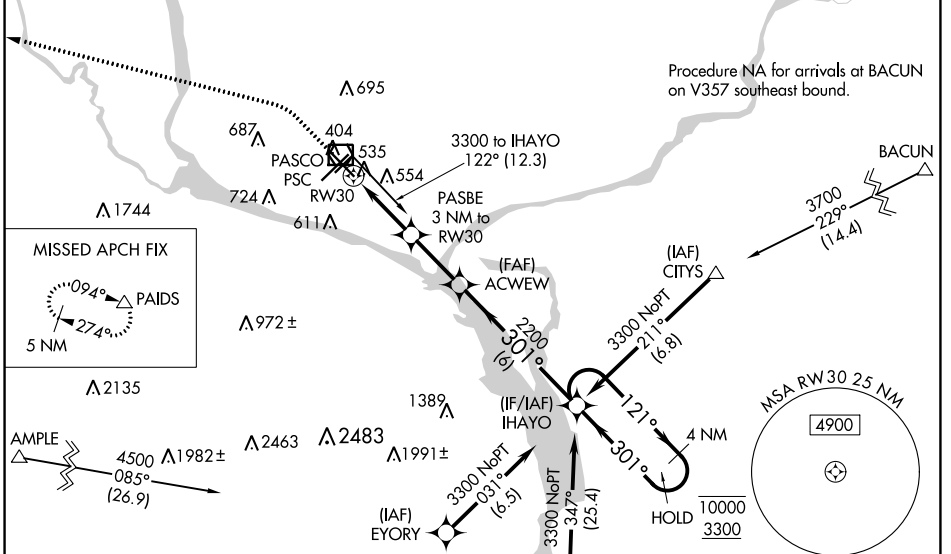 695
Procedure NA for arrivals at BACUN
on V357 southeast bound.
687
404
3300 to IHAYO
122° (12.3)
PASCO
PSC
535
554
RW30
BACUN
724
611
PASBE
3 NM to
RW30
3700
229°
(14.4)
1744
MISSED APCH FIX
094°
PAIDS
274°
5 NM
(FAF)
ACWEW
(IAF)
CITYS
972 ±
2200
301°
(6)
3300 NoPT
211°
(6.8)
2135
1389
(IF/IAF)
IHAYO
121°
4 NM
301°
MSA RW30 25 NM
4900
AMPLE
4500
085°
(26.9)
1982 ±
2463
2483
1991 ±
3300 NoPT
031°
(6.5)
(IAF)
EYORY
3300 NoPT
347°
(25.4)
HOLD
10000
3300